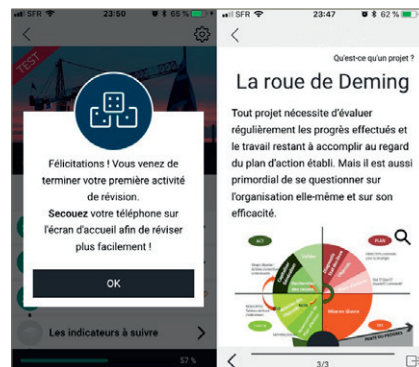 SFR 23:50 65 %
TEST
Félicitations ! Vous venez de
terminer votre première activité
de révision.
Secouez votre téléphone sur
l'écran d'accueil afin de réviser
plus facilement !
OK
Les indicateurs à suivre
57 %
SFR 23:47 62 %
Qu'est-ce qu'un projet ?
La roue de Deming
Tout projet nécessite d'évaluer
régulièrement les progrès effectués et
le travail restant à accomplir au regard
du plan d'action établi. Mais il est aussi
primordial de se questionner sur
l'organisation elle-même et son
efficacité.
ACT
PLAN
3/3